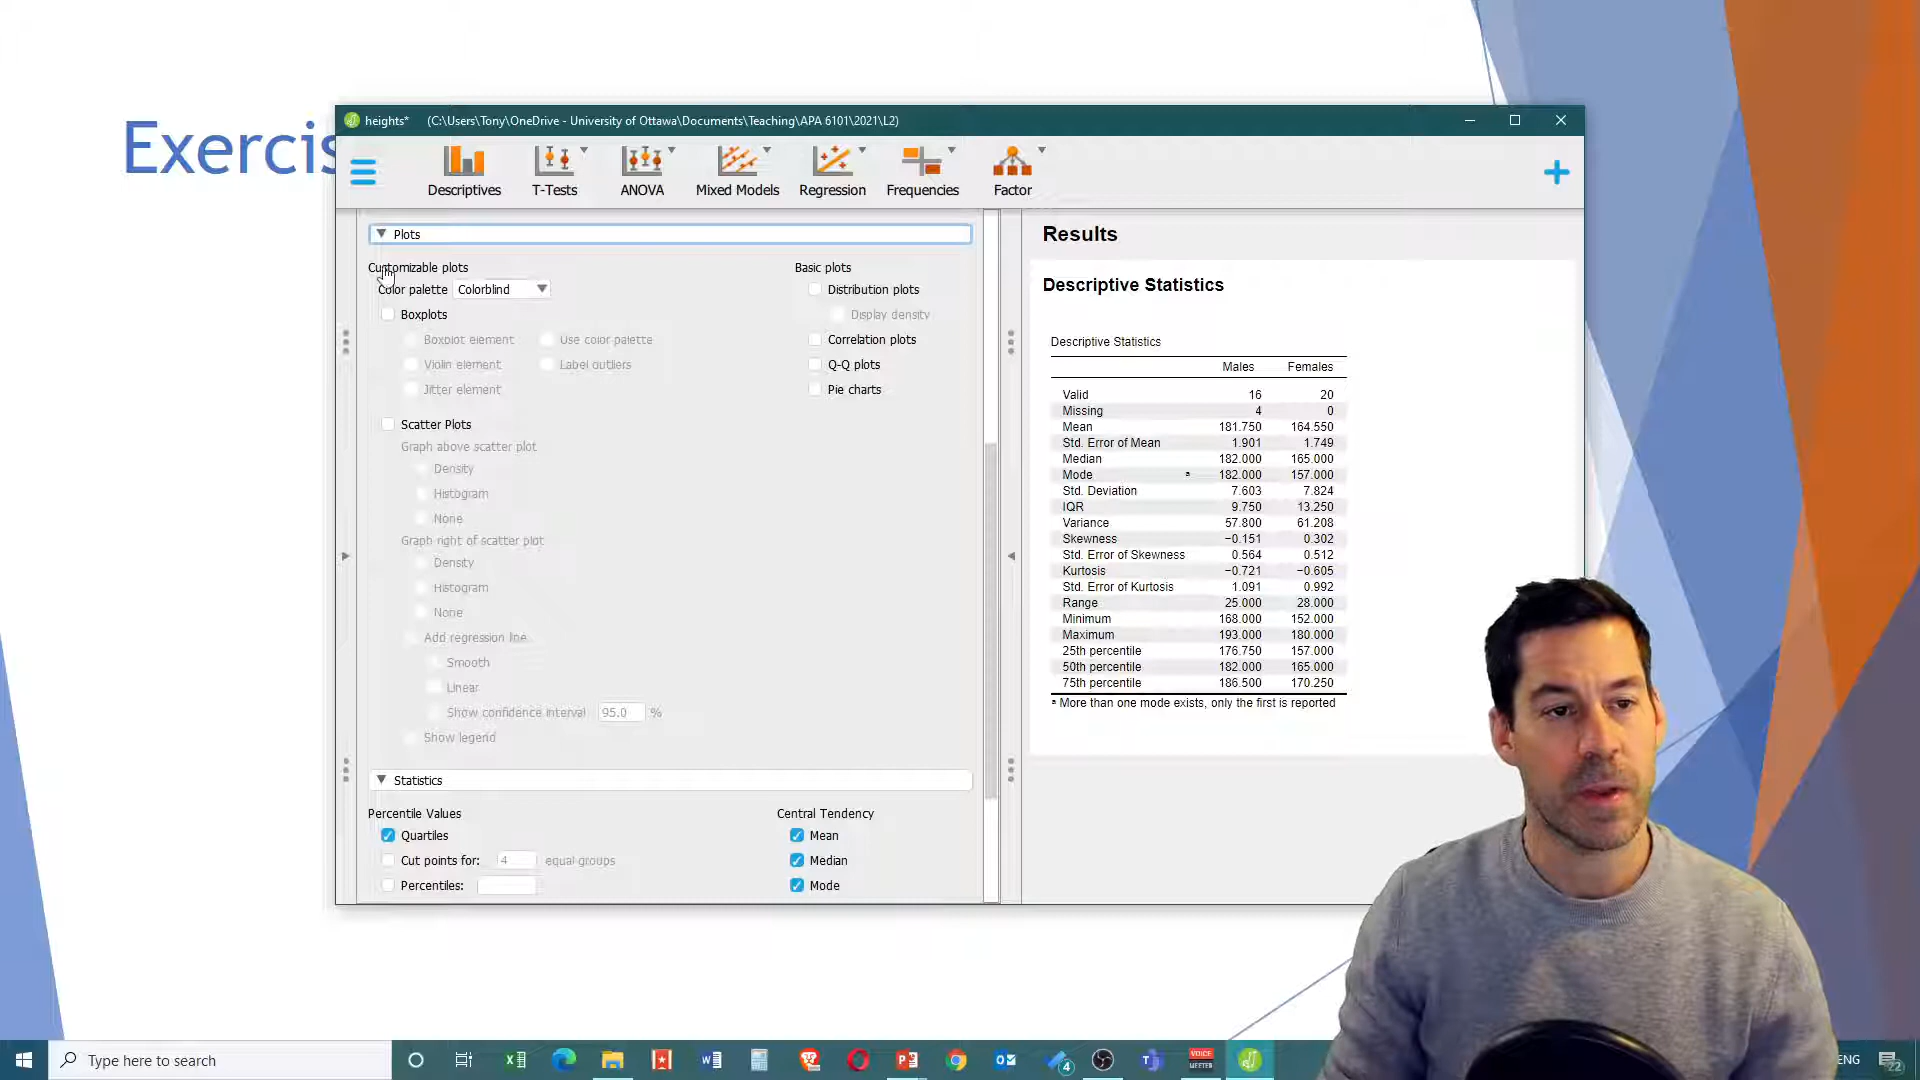 Exercis
heights* (C:\Users\Tony\OneDrive - University of Ottawa\Documents\Teaching\APA 6101\2021\L2)
Descriptives T-Tests ANOVA Mixed Models Regression Frequencies Factor
Plots
Customizable plots
Color palette Colorblind
Boxplots
Boxplot element Use color palette
Violin element Label outliers
Jitter element
Scatter Plots
Graph above scatter plot
Density
Histogram
None
Graph right of scatter plot
Density
Histogram
None
Add regression line
Smooth
Linear
Show confidence interval 95.0 %
Show legend
Basic plots
Distribution plots
Display density
Correlation plots
Q-Q plots
Pie charts
Statistics
Percentile Values
Quartiles
Cut points for: 4 equal groups
Percentiles:
Central Tendency
Mean
Median
Mode
Results
Descriptive Statistics
Descriptive Statistics
Males Females
Valid 16 20
Missing 4 0
Mean 181.750 164.550
Std. Error of Mean 1.901 1.749
Median 182.000 165.000
Mode ᵃ 182.000 157.000
Std. Deviation 7.603 7.824
IQR 9.750 13.250
Variance 57.800 61.208
Skewness −0.151 0.302
Std. Error of Skewness 0.564 0.512
Kurtosis −0.721 −0.605
Std. Error of Kurtosis 1.091 0.992
Range 25.000 28.000
Minimum 168.000 152.000
Maximum 193.000 180.000
25th percentile 176.750 157.000
50th percentile 182.000 165.000
75th percentile 186.500 170.250
ᵃ More than one mode exists, only the first is reported
Type here to search
4
VOICE
MEETER
ENG
22